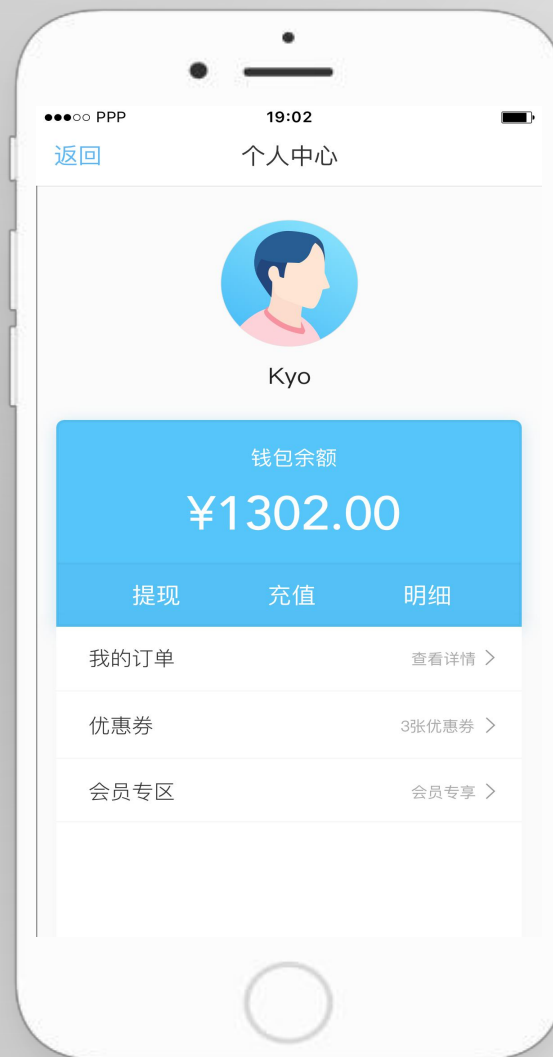 PPP 19:02
返回 个人中心
Kyo
钱包余额
¥1302.00
提现 充值 明细
我的订单 查看详情
优惠券 3张优惠券
会员专区 会员专享